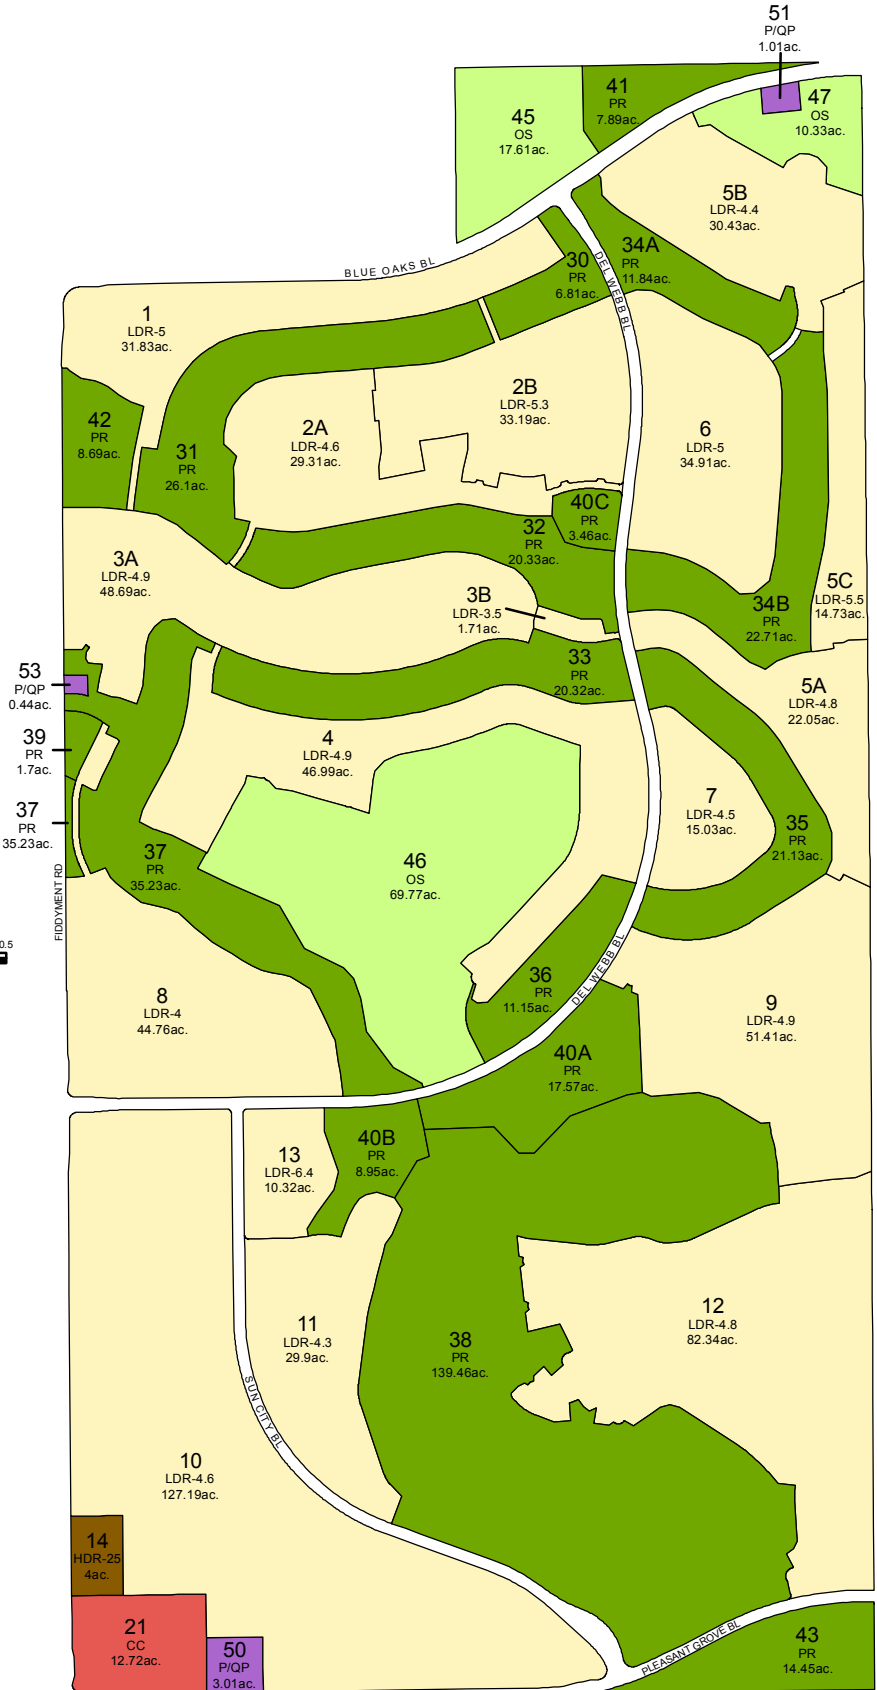 51
P/QP
1.01ac.
41
PR
7.89ac.
47
OS
10.33ac.
45
OS
17.61ac.
5B
LDR-4.4
30.43ac.
34A
PR
11.84ac.
30
PR
6.81ac.
DEL WEBB BL
BLUE OAKS BL
1
LDR-5
31.83ac.
2B
LDR-5.3
33.19ac.
42
PR
8.69ac.
2A
LDR-4.6
29.31ac.
6
LDR-5
34.91ac.
31
PR
26.1ac.
40C
PR
3.46ac.
32
PR
20.33ac.
3A
LDR-4.9
48.69ac.
3B
LDR-3.5
1.71ac.
5C
LDR-5.5
14.73ac.
34B
PR
22.71ac.
33
PR
20.32ac.
53
P/QP
0.44ac.
5A
LDR-4.8
22.05ac.
39
PR
1.7ac.
4
LDR-4.9
46.99ac.
7
LDR-4.5
15.03ac.
37
PR
35.23ac.
35
PR
21.13ac.
37
PR
35.23ac.
46
OS
69.77ac.
FIDDYMENT RD
0.5
36
PR
11.15ac.
DEL WEBB BL
8
LDR-4
44.76ac.
9
LDR-4.9
51.41ac.
40A
PR
17.57ac.
13
LDR-6.4
10.32ac.
40B
PR
8.95ac.
12
LDR-4.8
82.34ac.
11
LDR-4.3
29.9ac.
38
PR
139.46ac.
SUN CITY BL
10
LDR-4.6
127.19ac.
14
HDR-25
4ac.
21
CC
12.72ac.
50
P/QP
3.01ac.
PLEASANT GROVE BL
43
PR
14.45ac.